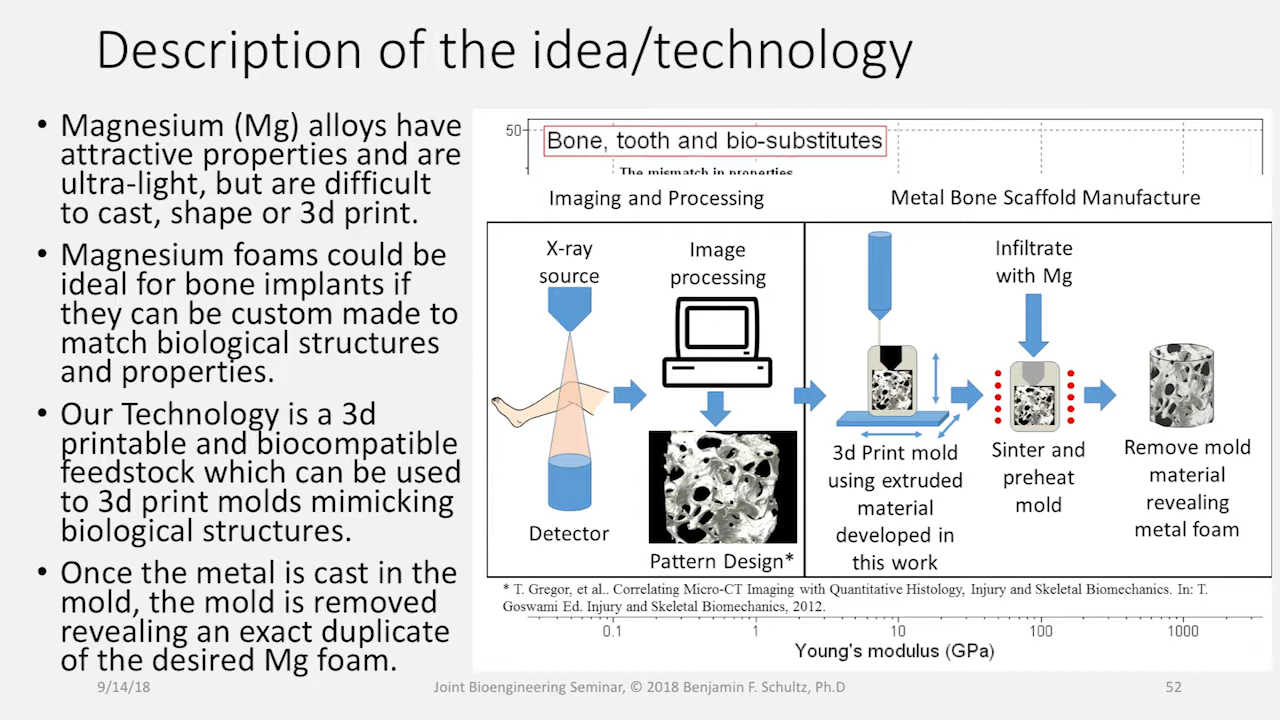 Description of the idea/technology
• Magnesium (Mg) alloys have
attractive properties and are
ultra-light, but are difficult
to cast, shape or 3d print.
• Magnesium foams could be
ideal for bone implants if
they can be custom made to
match biological structures
and properties.
• Our Technology is a 3d
printable and biocompatible
feedstock which can be used
to 3d print molds mimicking
biological structures.
• Once the metal is cast in the
mold, the mold is removed
revealing an exact duplicate
of the desired Mg foam.
50
Bone, tooth and bio-substitutes
The mismatch in properties
Imaging and Processing
Metal Bone Scaffold Manufacture
X-ray
source
Image
processing
Detector
Pattern Design*
Infiltrate
with Mg
3d Print mold
using extruded
material
developed in
this work
Sinter and
preheat
mold
Remove mold
material
revealing
metal foam
* T. Gregor, et al.. Correlating Micro-CT Imaging with Quantitative Histology, Injury and Skeletal Biomechanics. In: T.
Goswami Ed. Injury and Skeletal Biomechanics, 2012.
0.1 1 10 100 1000
Young's modulus (GPa)
9/14/18 Joint Bioengineering Seminar, © 2018 Benjamin F. Schultz, Ph.D 52